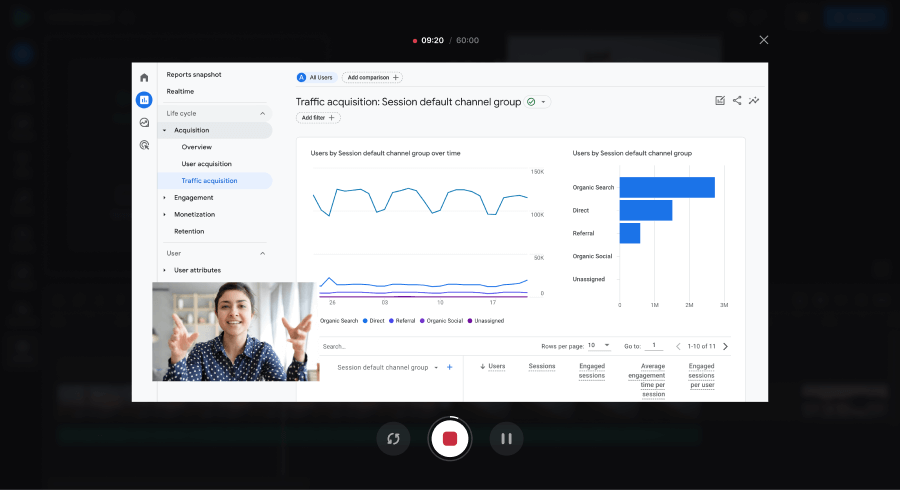 09:20 / 60:00
Reports snapshot
Realtime
Life cycle
Acquisition
Overview
User acquisition
Traffic acquisition
Engagement
Monetization
Retention
User
User attributes
A All Users Add comparison +
Traffic acquisition: Session default channel group
Add filter +
Users by Session default channel group over time
150K
100K
50K
0
26 03 10 17
Organic Search Direct Referral Organic Social Unassigned
Users by Session default channel group
Organic Search
Direct
Referral
Organic Social
Unassigned
0 1M 2M 3M
Search... Rows per page: 10 Go to: 1 1-10 of 11
Session default channel group +
Users
Sessions
Engaged
sessions
Average
engagement
time per
session
Engaged
sessions
per user